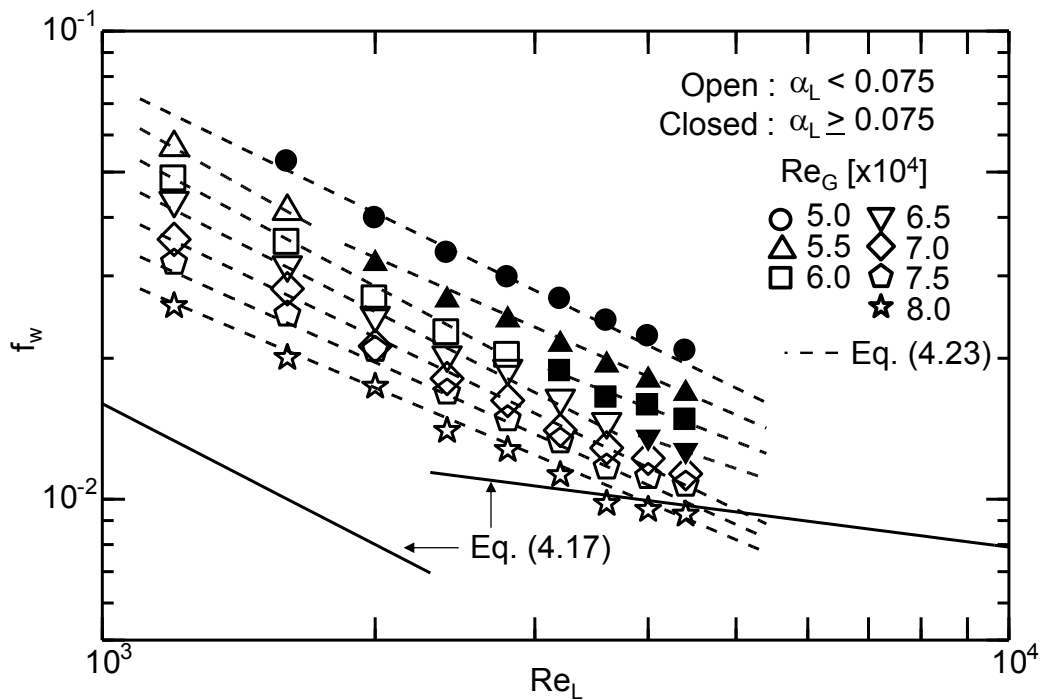 10⁻¹
Open : α_L < 0.075
Closed : α_L ≥ 0.075
Re_G [x10⁴]
5.0 6.5
5.5 7.0
6.0 7.5
8.0
Eq. (4.23)
f_w
10⁻²
Eq. (4.17)
10³ 10⁴
Re_L